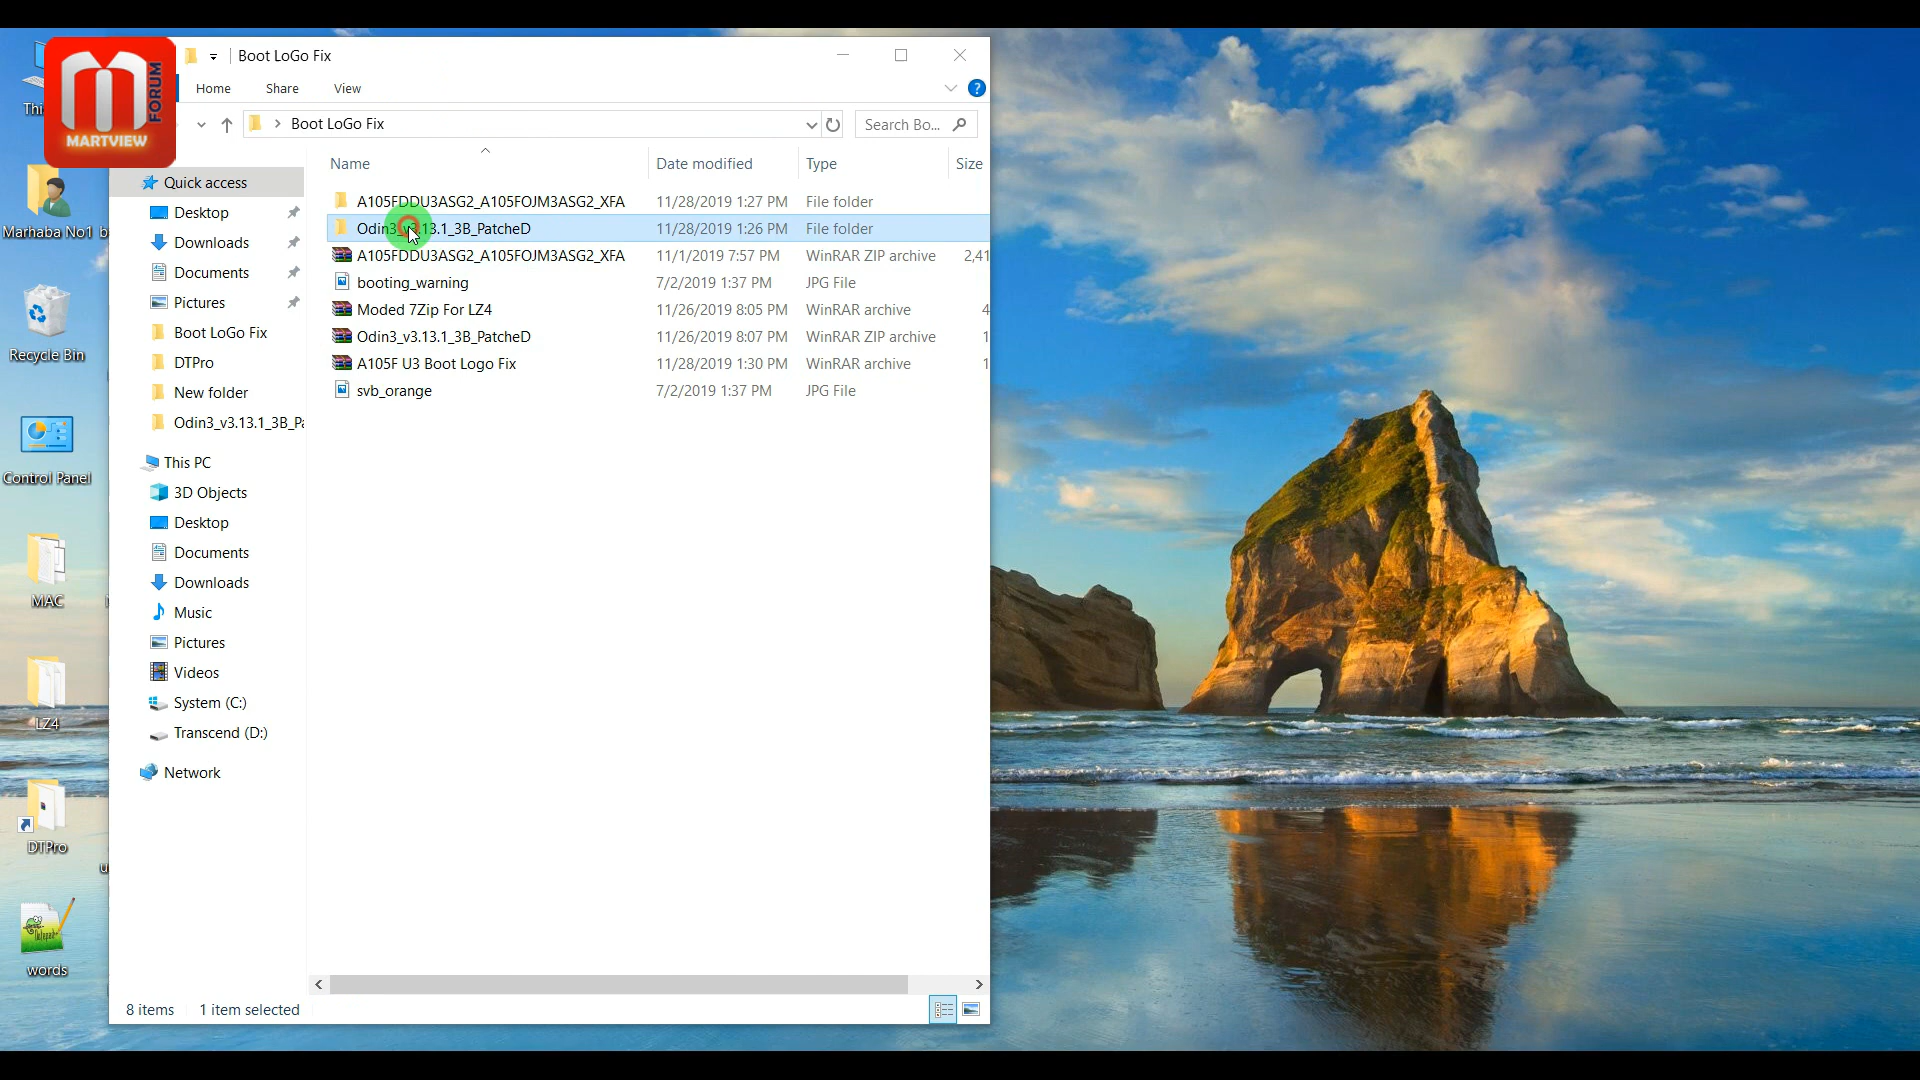 Boot LoGo Fix
Home Share View
Boot LoGo Fix
Search Bo...
FORUM
MARTVIEW
Name Date modified Type Size
Quick access
Desktop
Downloads
Documents
Pictures
Boot LoGo Fix
DTPro
New folder
Odin3_v3.13.1_3B_Pa
This PC
3D Objects
Desktop
Documents
Downloads
Music
Pictures
Videos
System (C:)
Transcend (D:)
Network
A105FDDU3ASG2_A105FOJM3ASG2_XFA 11/28/2019 1:27 PM File folder
Odin3_v3.13.1_3B_PatcheD 11/28/2019 1:26 PM File folder
A105FDDU3ASG2_A105FOJM3ASG2_XFA 11/1/2019 7:57 PM WinRAR ZIP archive 2,41
booting_warning 7/2/2019 1:37 PM JPG File
Moded 7Zip For LZ4 11/26/2019 8:05 PM WinRAR archive 4
Odin3_v3.13.1_3B_PatcheD 11/26/2019 8:07 PM WinRAR ZIP archive 1
A105F U3 Boot Logo Fix 11/28/2019 1:30 PM WinRAR archive 1
svb_orange 7/2/2019 1:37 PM JPG File
8 items 1 item selected
Thi
Marhaba No1 b
Recycle Bin
Control Panel
MAC
LZ4
DTPro
words